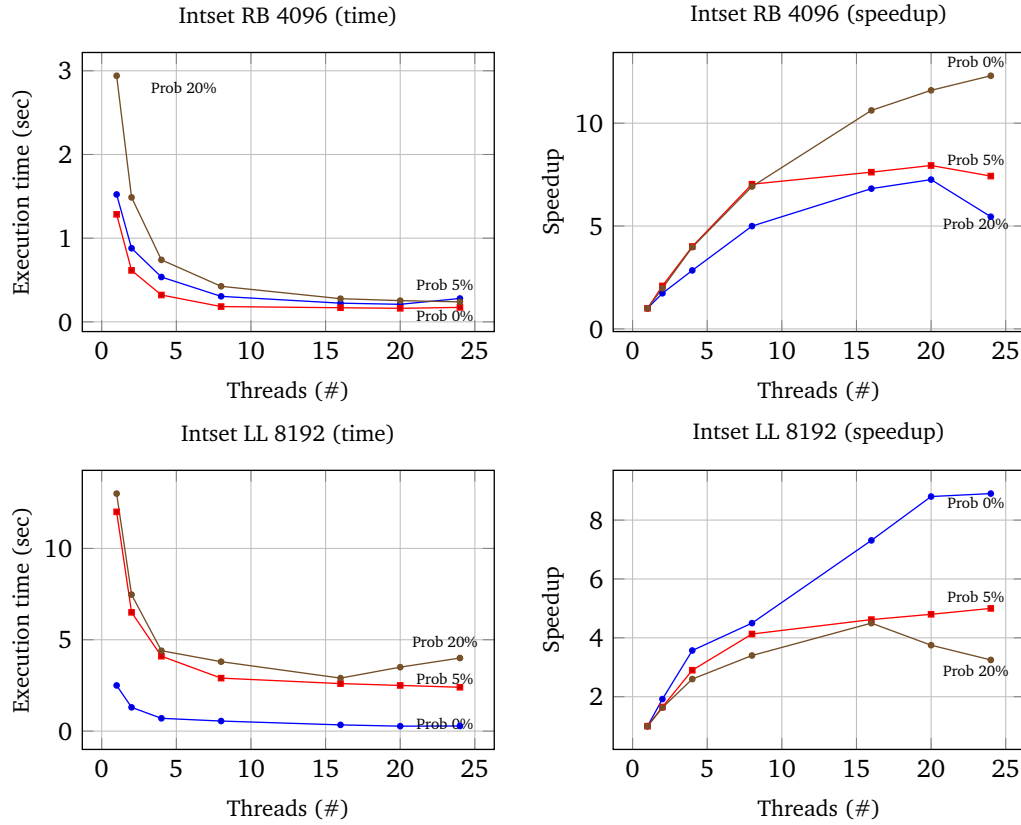 Intset RB 4096 (time)
Execution time (sec)
3
2
1
0
Prob 20%
Prob 5%
Prob 0%
0 5 10 15 20 25
Threads (#)
Intset RB 4096 (speedup)
Speedup
10
5
0
Prob 0%
Prob 5%
Prob 20%
0 5 10 15 20 25
Threads (#)
Intset LL 8192 (time)
Execution time (sec)
10
5
0
Prob 20%
Prob 5%
Prob 0%
0 5 10 15 20 25
Threads (#)
Intset LL 8192 (speedup)
Speedup
8
6
4
2
Prob 0%
Prob 5%
Prob 20%
0 5 10 15 20 25
Threads (#)